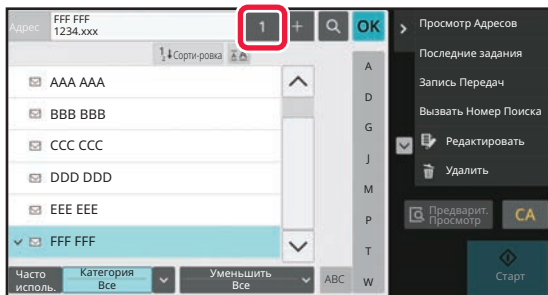 Адрес
FFF FFF
1234.xxx
1
+
OK
Сорти-ровка
AAA AAA
BBB BBB
CCC CCC
DDD DDD
EEE EEE
FFF FFF
A
D
G
J
M
P
T
W
Часто
исполь.
Категория
Все
Уменьшить
Все
ABC
Просмотр Адресов
Последние задания
Запись Передач
Вызвать Номер Поиска
Редактировать
Удалить
Предварит.
Просмотр
CA
Старт